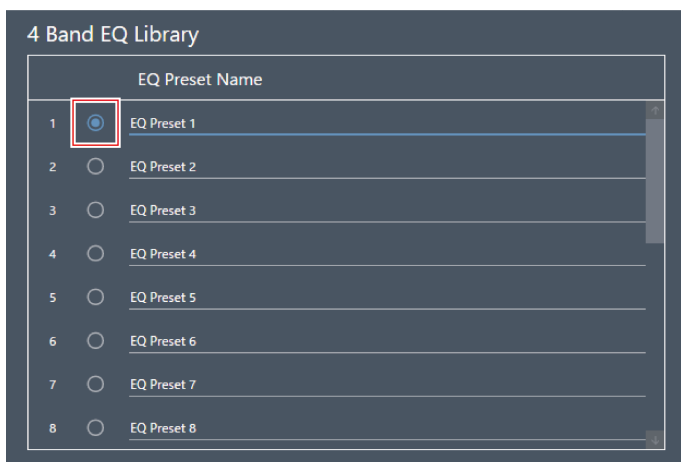 4 Band EQ Library
EQ Preset Name
1 EQ Preset 1
2 EQ Preset 2
3 EQ Preset 3
4 EQ Preset 4
5 EQ Preset 5
6 EQ Preset 6
7 EQ Preset 7
8 EQ Preset 8